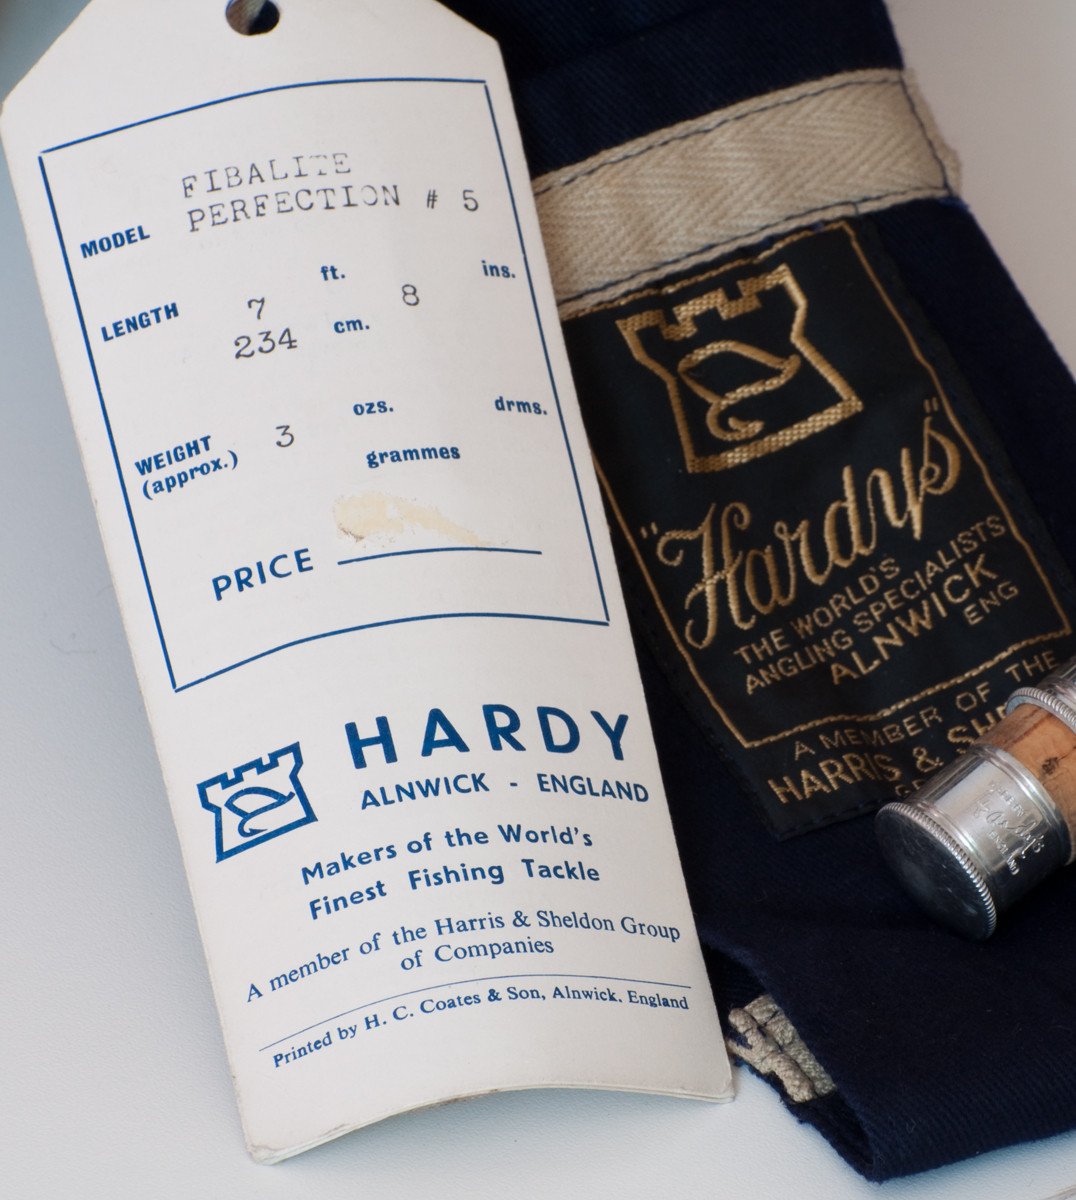 FIBALITE
MODEL PERFECTION # 5
ft. ins.
LENGTH 7 8
234 cm.
ozs. drms.
WEIGHT 3
(approx.) grammes
PRICE
HARDY
ALNWICK - ENGLAND
Makers of the World's
Finest Fishing Tackle
A member of the Harris & Sheldon Group
of Companies
Printed by H. C. Coates & Son, Alnwick. England
"Hardy's"
THE WORLD'S
ANGLING SPECIALISTS
ALNWICK
ENG
A MEMBER OF THE
HARRIS &
Hardy's